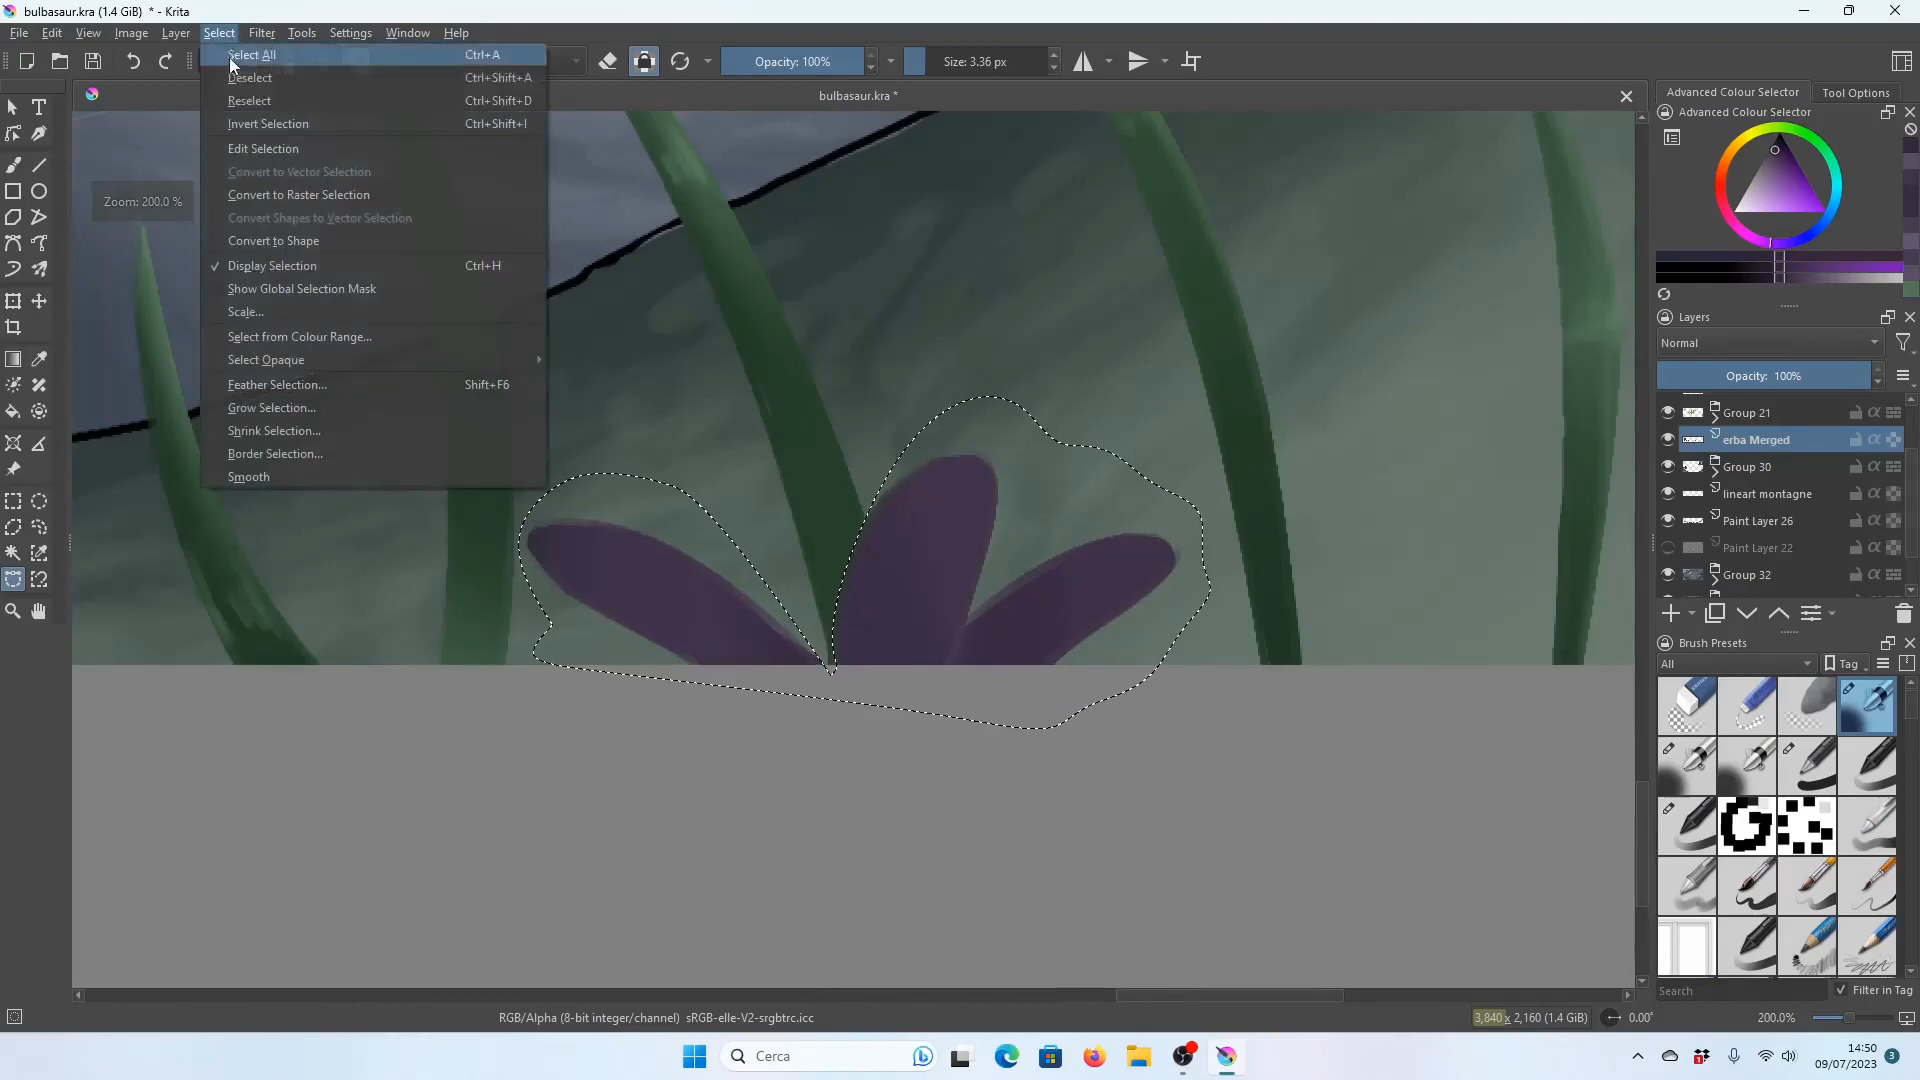 bulbasaur.kra (1.4 GiB) * - Krita
File Edit View Image Layer Select Filter Tools Settings Window Help
Opacity: 100%
Size: 3.36 px
bulbasaur.kra *
Select All Ctrl+A
Deselect Ctrl+Shift+A
Reselect Ctrl+Shift+D
Invert Selection Ctrl+Shift+I
Edit Selection
Convert to Vector Selection
Convert to Raster Selection
Convert Shapes to Vector Selection
Convert to Shape
✓ Display Selection Ctrl+H
Show Global Selection Mask
Scale...
Select from Colour Range...
Select Opaque
Feather Selection... Shift+F6
Grow Selection...
Shrink Selection...
Border Selection...
Smooth
Zoom: 200.0 %
Advanced Colour Selector Tool Options
Advanced Colour Selector
Layers
Normal
Opacity: 100%
Group 21
erba Merged
Group 30
lineart montagne
Paint Layer 26
Paint Layer 22
Group 32
Brush Presets
All
Tag
Search
Filter in Tag
RGB/Alpha (8-bit integer/channel) sRGB-elle-V2-srgbtrc.icc
3,840 x 2,160 (1.4 GiB)
0.00°
200.0%
Cerca
1
14:50
09/07/2023
3